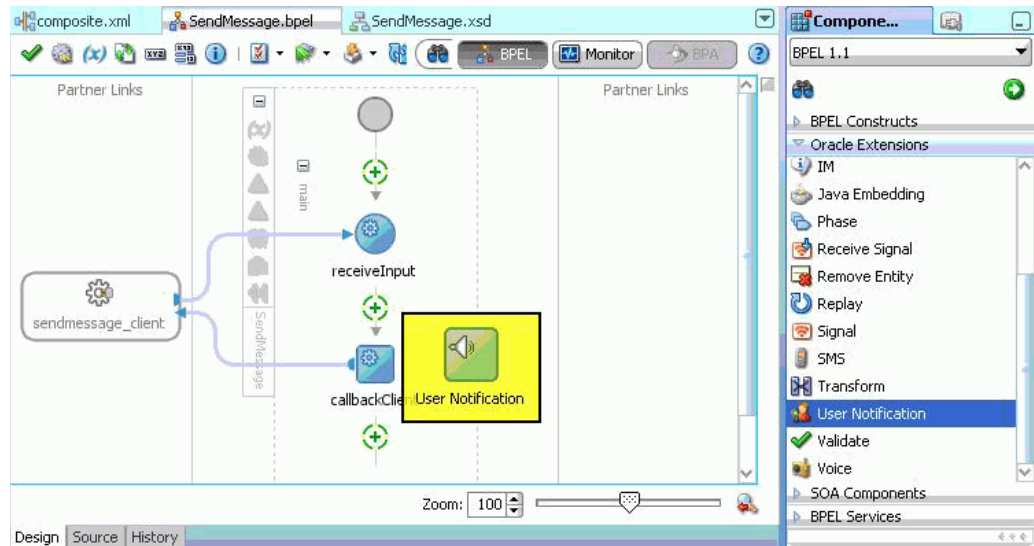 composite.xml
SendMessage.bpel
SendMessage.xsd
BPEL
Monitor
BPA
Partner Links
Partner Links
main
receiveInput
sendmessage_client
SendMessage
callbackClien
User Notification
Zoom: 100
Design Source History
Compone...
BPEL 1.1
BPEL Constructs
Oracle Extensions
IM
Java Embedding
Phase
Receive Signal
Remove Entity
Replay
Signal
SMS
Transform
User Notification
Validate
Voice
SOA Components
BPEL Services